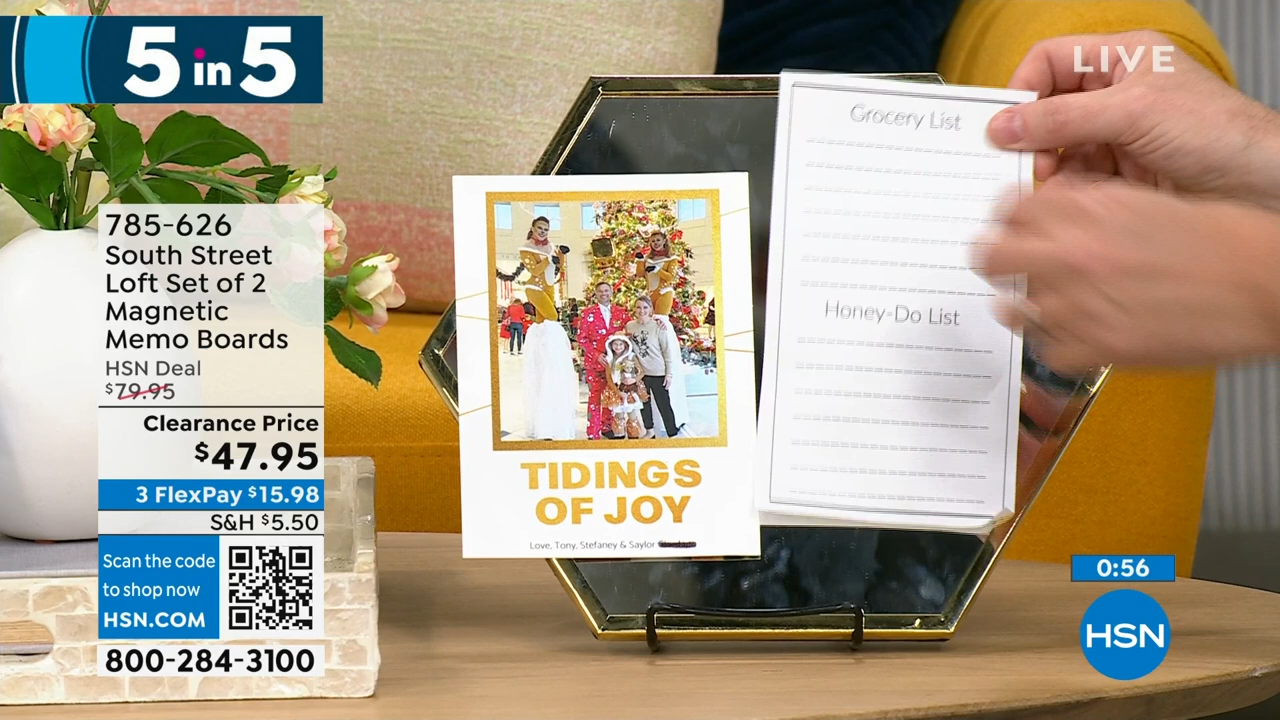 5 in 5
LIVE
785-626
South Street
Loft Set of 2
Magnetic
Memo Boards
HSN Deal
$79.95
Clearance Price
$47.95
3 FlexPay $15.98
S&H $5.50
Scan the code
to shop now
HSN.COM
800-284-3100
TIDINGS
OF JOY
Love, Tony, Stefaney & Saylor
Grocery List
Honey-Do List
0:56
HSN